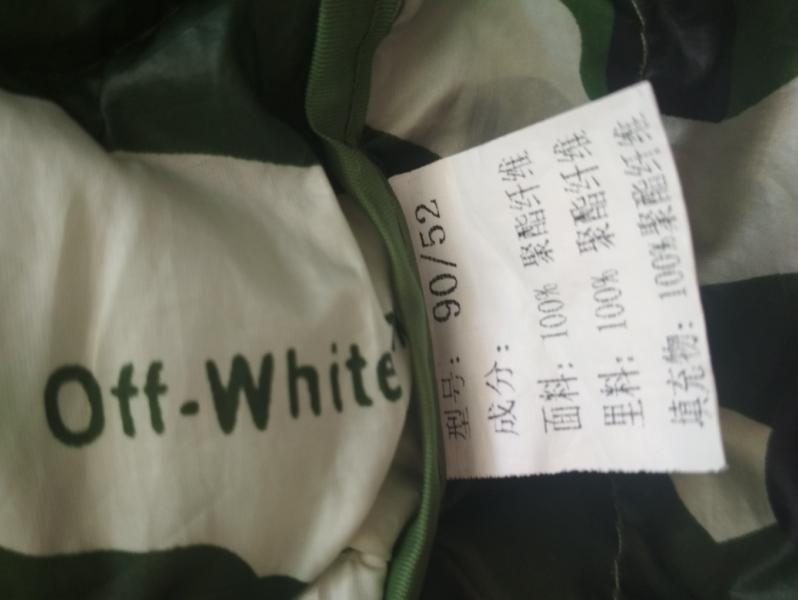 Off-White™
型号: 90/52
成分:
面料: 100% 聚酯纤维
里料: 100% 聚酯纤维
填充物: 100% 聚酯纤维